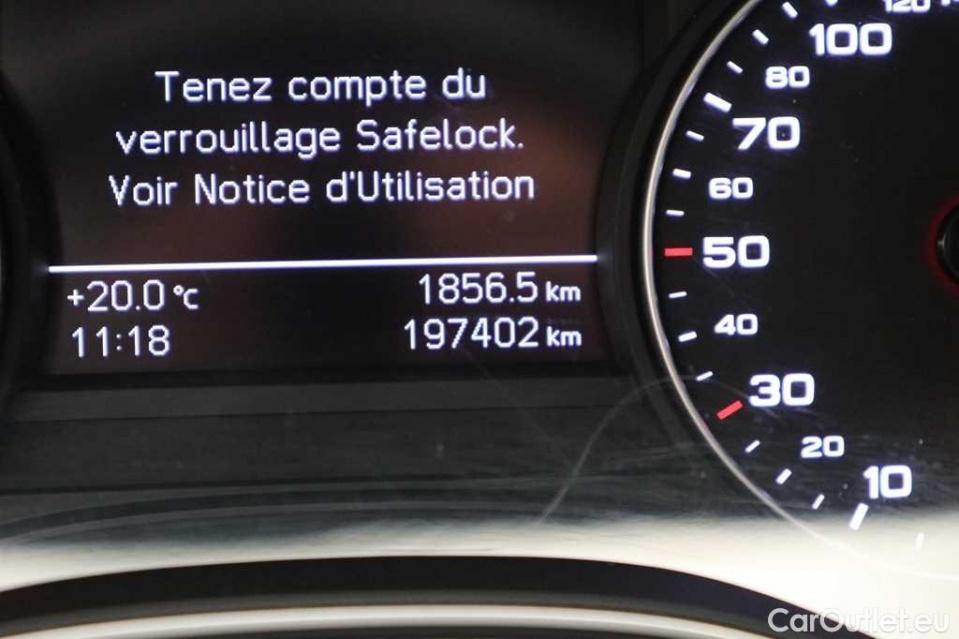 Tenez compte du
verrouillage Safelock.
Voir Notice d'Utilisation
+20.0 °C 1856.5 km
11:18 197402 km
120
100
80
70
60
50
40
30
20
10
CarOutlet.eu